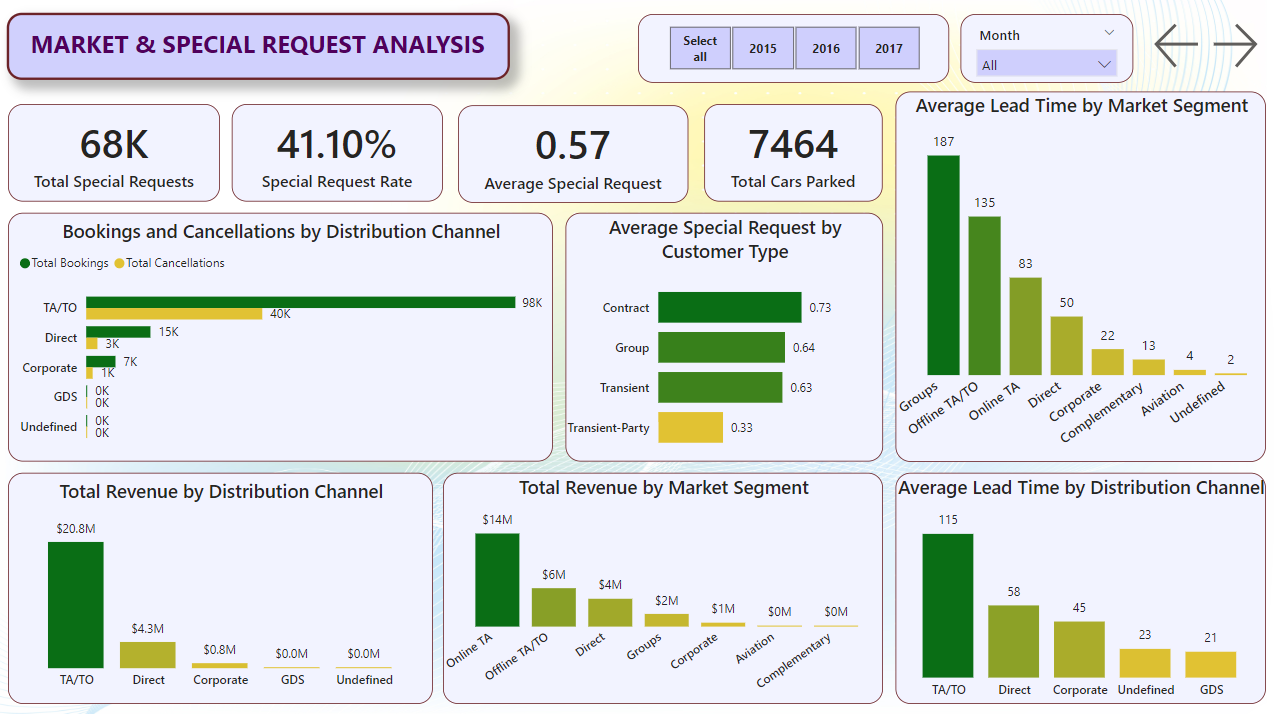 MARKET & SPECIAL REQUEST ANALYSIS
Select
all
2015
2016
2017
Month
All
68K
Total Special Requests
41.10%
Special Request Rate
0.57
Average Special Request
7464
Total Cars Parked
Average Lead Time by Market Segment
187
135
83
50
22
13
4
2
Groups
Offline TA/TO
Online TA
Direct
Corporate
Complementary
Aviation
Undefined
Bookings and Cancellations by Distribution Channel
Total Bookings
Total Cancellations
TA/TO
98K
40K
Direct
15K
3K
Corporate
7K
1K
GDS
0K
0K
Undefined
0K
0K
Average Special Request by
Customer Type
Contract
0.73
Group
0.64
Transient
0.63
Transient-Party
0.33
Total Revenue by Distribution Channel
$20.8M
$4.3M
$0.8M
$0.0M
$0.0M
TA/TO
Direct
Corporate
GDS
Undefined
Total Revenue by Market Segment
$14M
$6M
$4M
$2M
$1M
$0M
$0M
Online TA
Offline TA/TO
Direct
Groups
Corporate
Aviation
Complementary
Average Lead Time by Distribution Channel
115
58
45
23
21
TA/TO
Direct
Corporate
Undefined
GDS